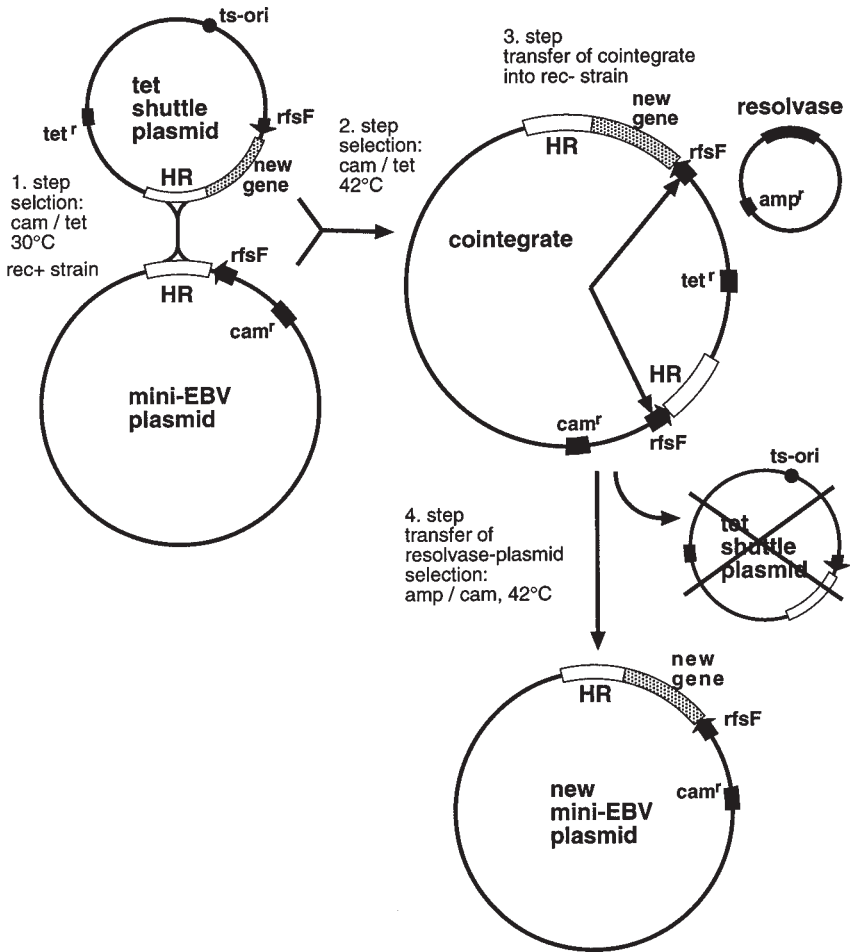 ts-ori
tet
shuttle
plasmid
tet r
rfsF
HR
new
gene
1. step
selction:
cam / tet
30°C
rec+ strain
rfsF
HR
cam r
mini-EBV
plasmid
2. step
selection:
cam / tet
42°C
3. step
transfer of cointegrate
into rec- strain
new
gene
HR
rfsF
resolvase
amp r
cointegrate
tet r
HR
cam r
rfsF
4. step
transfer of
resolvase-plasmid
selection:
amp / cam, 42°C
ts-ori
tet
shuttle
plasmid
new
gene
HR
rfsF
cam r
new
mini-EBV
plasmid